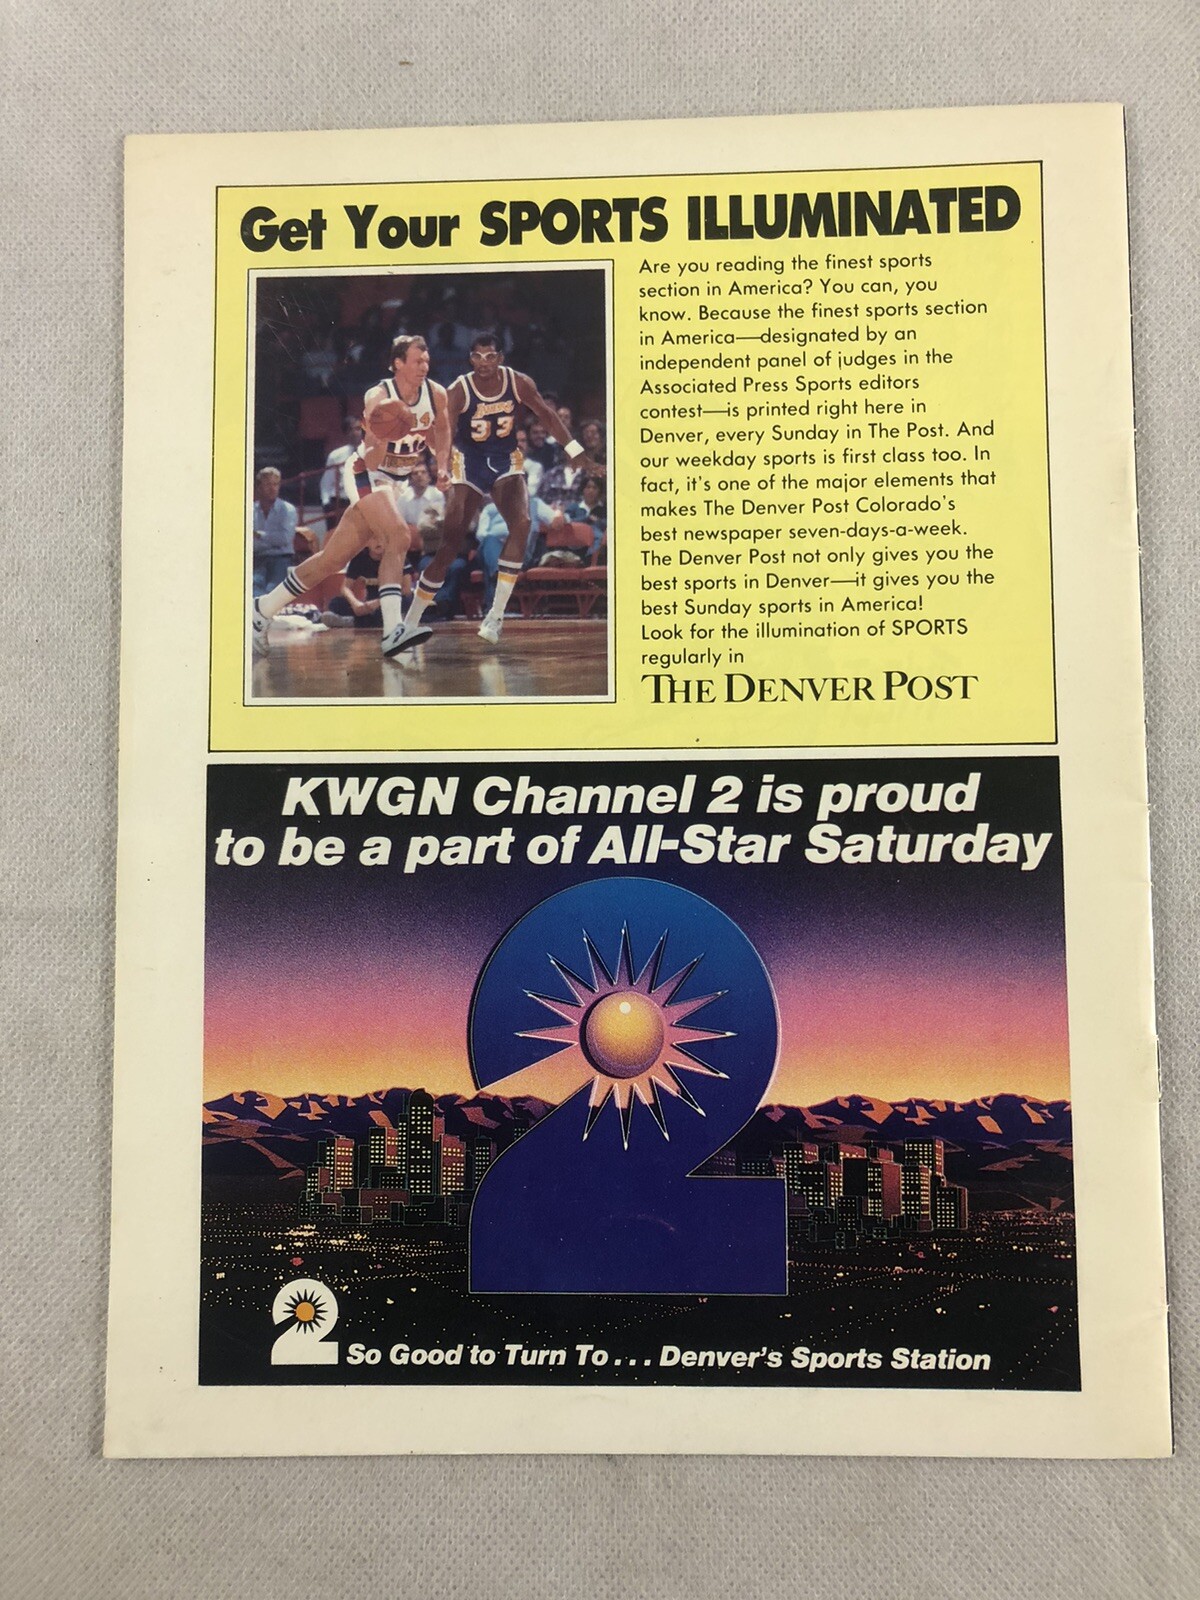 Get Your SPORTS ILLUMINATED
Are you reading the finest sports
section in America? You can, you
know. Because the finest sports section
in America—designated by an
independent panel of judges in the
Associated Press Sports editors
contest—is printed right here in
Denver, every Sunday in The Post. And
our weekday sports is first class too. In
fact, it's one of the major elements that
makes The Denver Post Colorado's
best newspaper seven-days-a-week.
The Denver Post not only gives you the
best sports in Denver—it gives you the
best Sunday sports in America!
Look for the illumination of SPORTS
regularly in
THE DENVER POST
44
LAKERS
33
KWGN Channel 2 is proud
to be a part of All-Star Saturday
2
2
So Good to Turn To... Denver's Sports Station